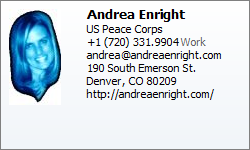 Andrea Enright
US Peace Corps
+1 (720) 331.9904 Work
andrea@andreaenright.com
190 South Emerson St.
Denver, CO 80209
http://andreaenright.com/